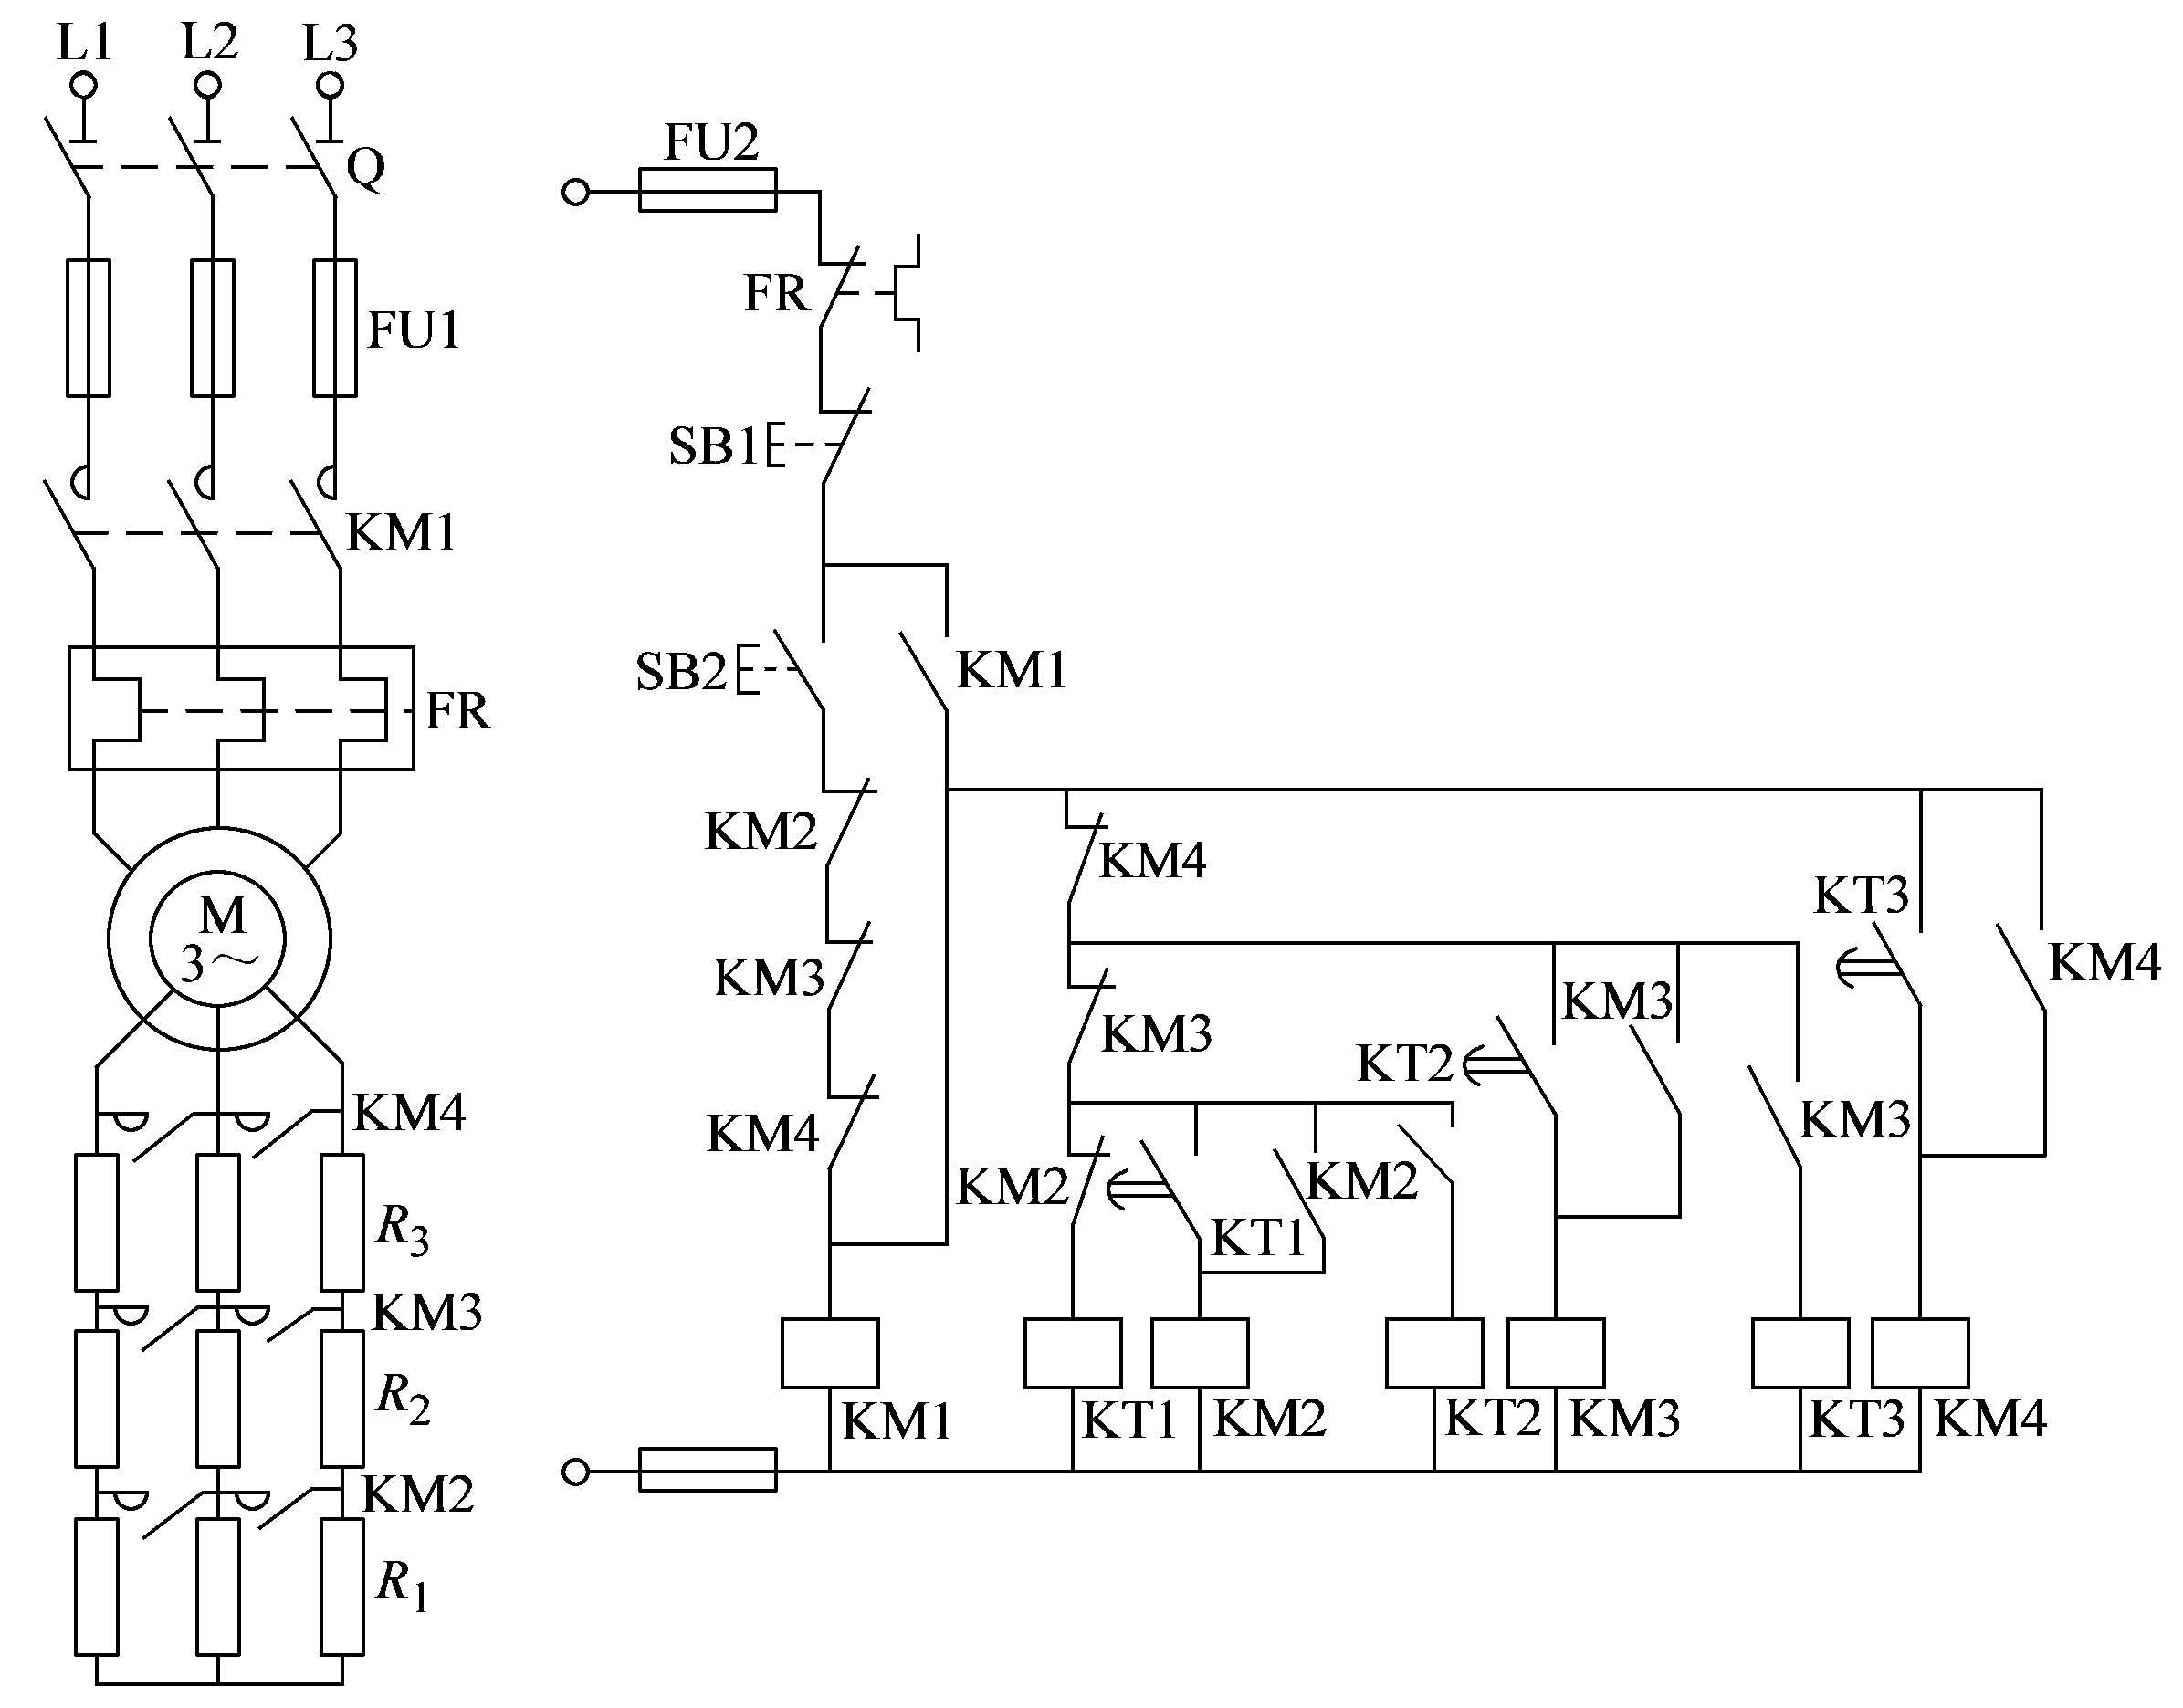 L1 L2 L3
Q
FU1
KM1
FR
M
3～
KM4
R3
KM3
R2
KM2
R1
FU2
FR
SB1
SB2
KM1
KM2
KM4
KT3
KM4
KM3
KM3
KM3
KT2
KM4
KM3
KM2
KM2
KT1
KM1
KT1
KM2
KT2
KM3
KT3
KM4